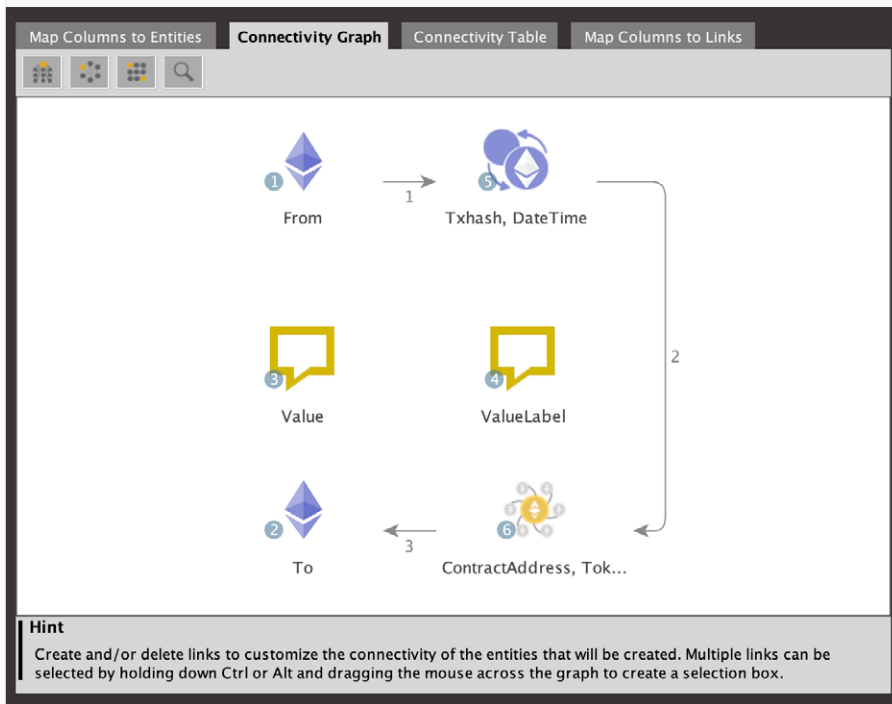 Map Columns to Entities
Connectivity Graph
Connectivity Table
Map Columns to Links
1
From
1
5
Txhash, DateTime
2
3
Value
4
ValueLabel
2
To
3
6
ContractAddress, Tok...
Hint
Create and/or delete links to customize the connectivity of the entities that will be created. Multiple links can be
selected by holding down Ctrl or Alt and dragging the mouse across the graph to create a selection box.